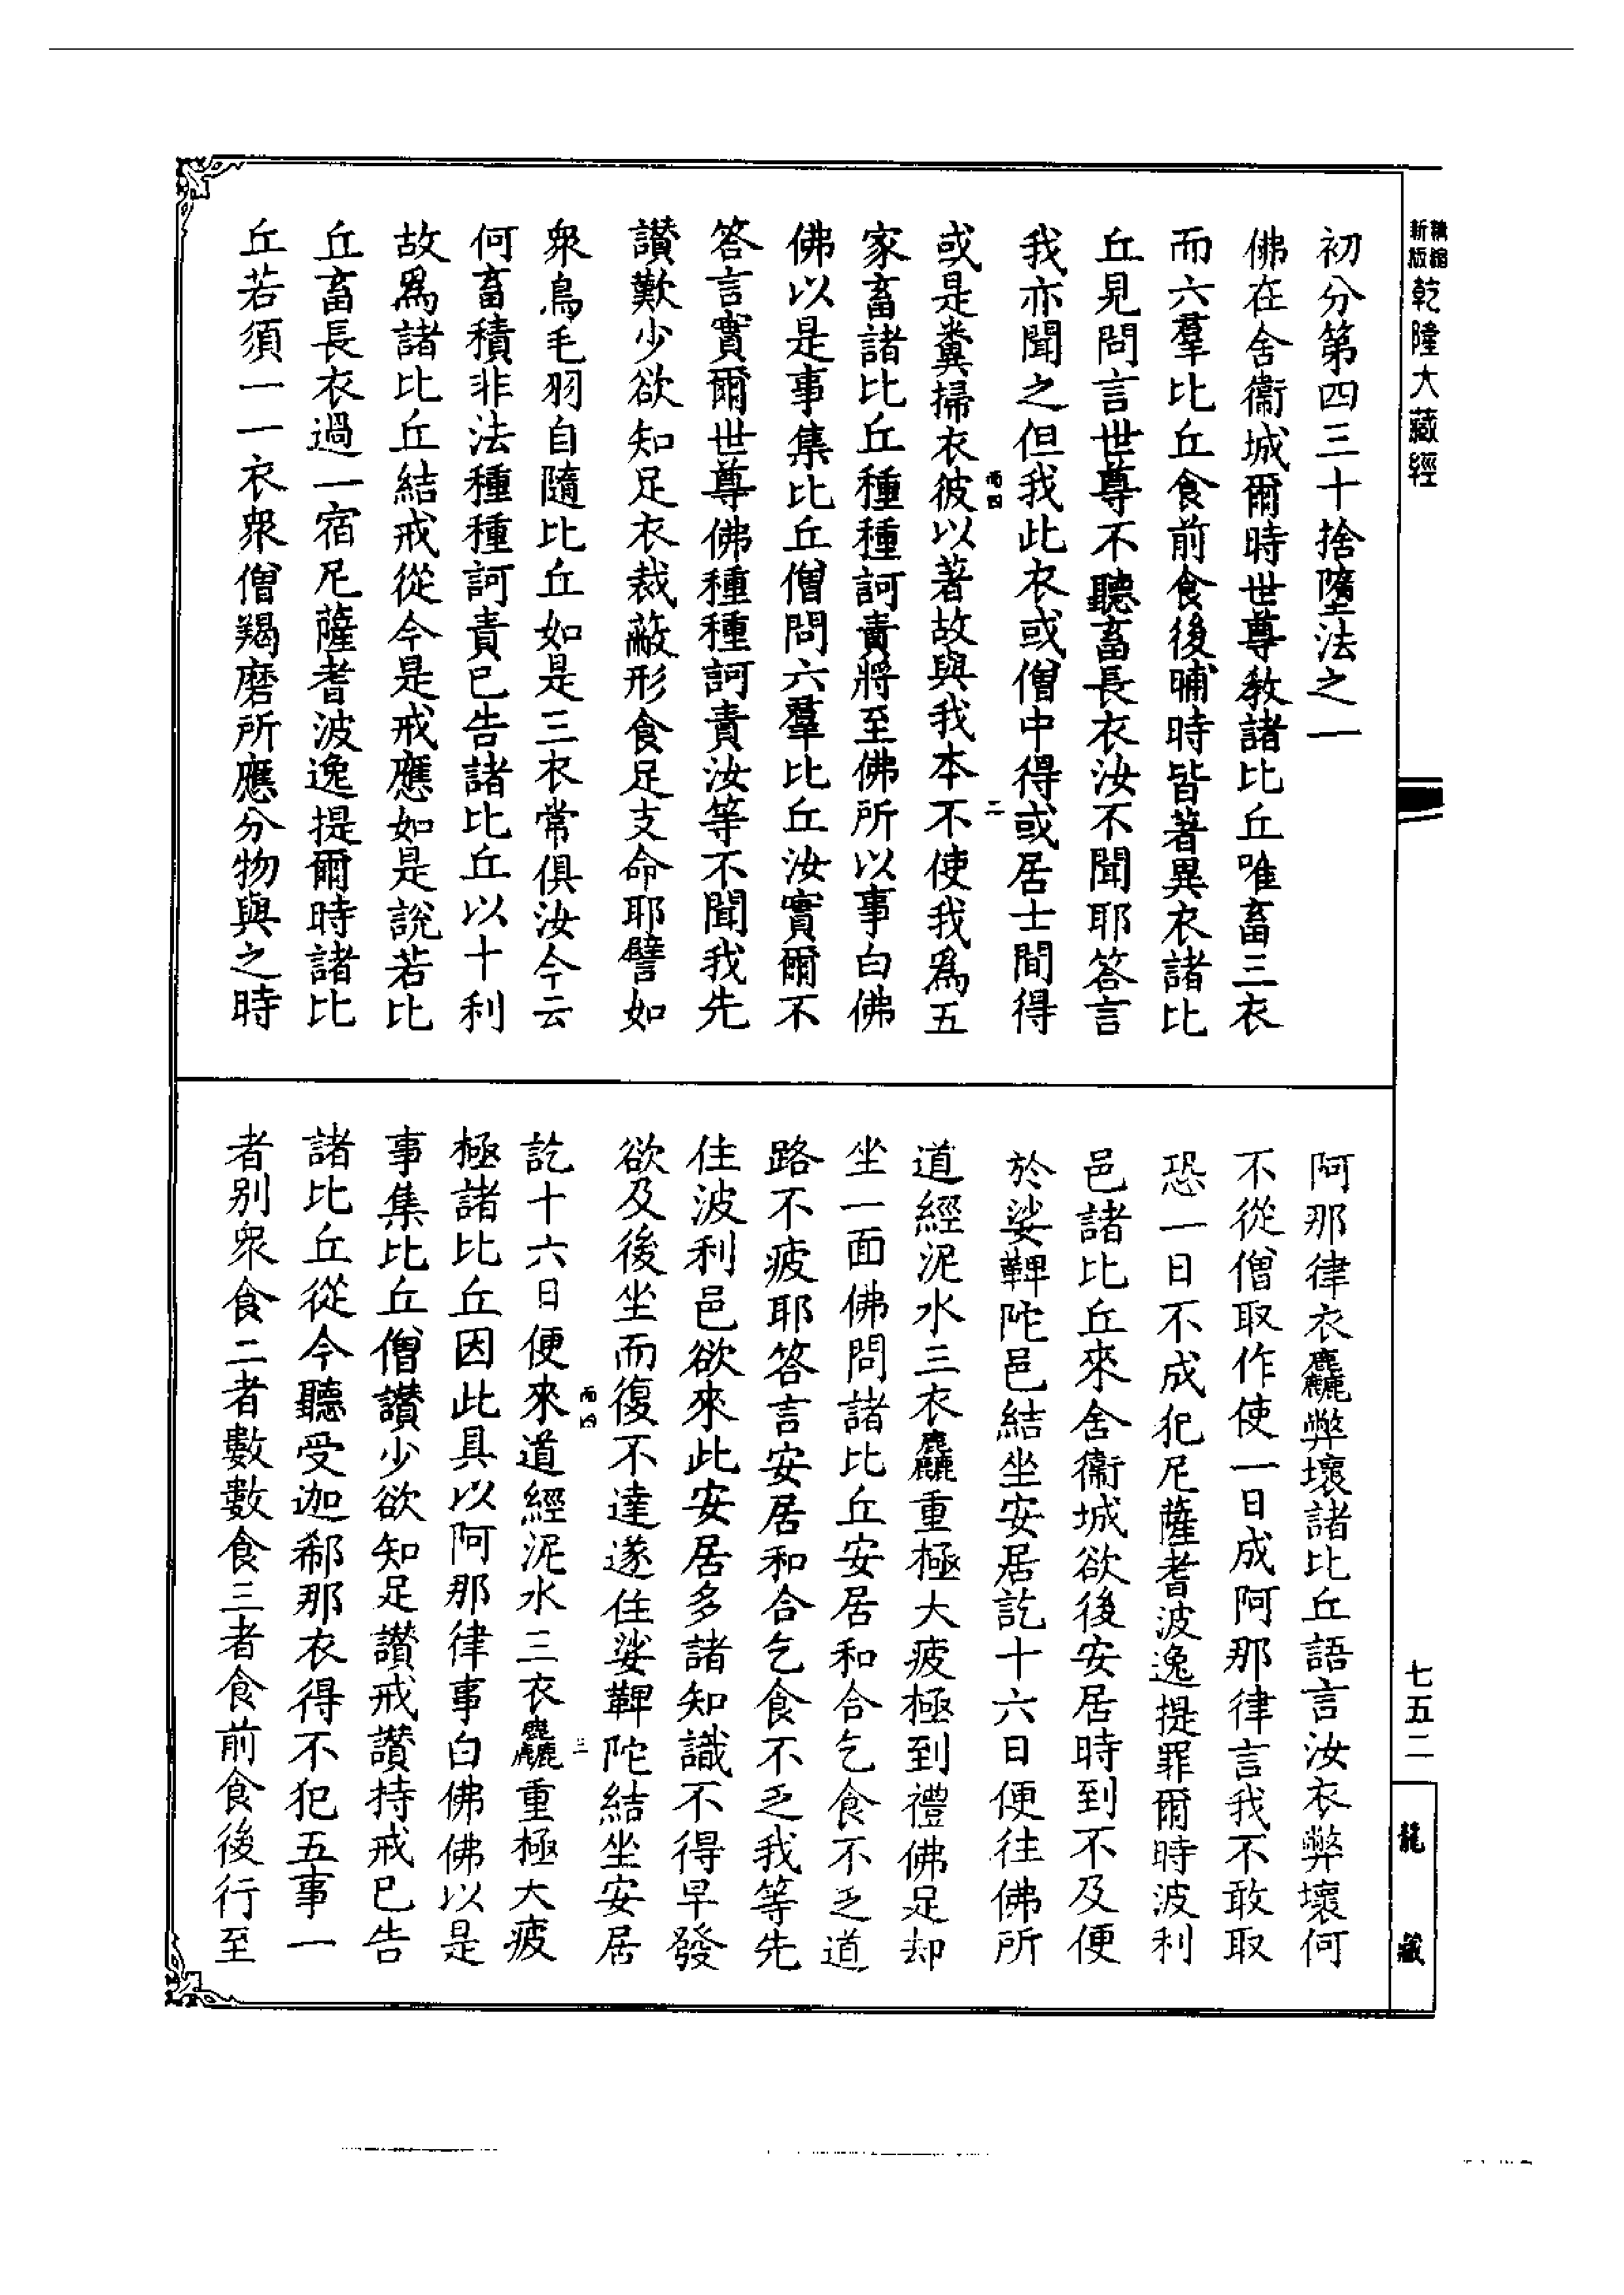 新版
精縮
乾隆大藏經
初分第四三十捨墮法之一
佛在舍衞城爾時世尊教諸比丘唯畜三衣
而六羣比丘食前食後晡時皆著異衣諸比
丘見問言世尊不聽畜長衣汝不聞耶答言
我亦聞之但我此衣或僧中得或居士間得
或是糞掃衣彼以著故與我本不使我爲五
家畜諸比丘種種訶責將至佛所以事白佛
佛以是事集比丘僧問六羣比丘汝實爾不
答言實爾世尊佛種種訶責汝等不聞我先
讃歎少欲知足衣裁蔽形食足支命耶譬如
衆鳥毛羽自隨比丘如是三衣常俱汝今云
何畜積非法種種訶責已告諸比丘以十利
故爲諸比丘結戒從今是戒應如是說若比
丘畜長衣過一宿尼薩耆波逸提爾時諸比
丘若須一一衣衆僧羯磨所應分物與之時
阿那律衣麤弊壞諸比丘語言汝衣弊壞何
不從僧取作使一日成阿那律言我不敢取
恐一日不成犯尼薩耆波逸提罪爾時波利
邑諸比丘來舍衞城欲後安居時到不及便
於娑鞞陀邑結坐安居訖十六日便往佛所
道經泥水三衣麤重極大疲極到禮佛足却
坐一面佛問諸比丘安居和合乞食不乏道
路不疲耶答言安居和合乞食不乏我等先
住波利邑欲來此安居多諸知識不得早發
欲及後坐而復不達遂住娑鞞陀結坐安居
訖十六日便來道經泥水三衣麤重極大疲
極諸比丘因此具以阿那律事白佛佛以是
事集比丘僧讃少欲知足讃戒讃持戒已告
諸比丘從今聽受迦絺那衣得不犯五事一
者別衆食二者數數食三者食前食後行至
七五二
龍藏